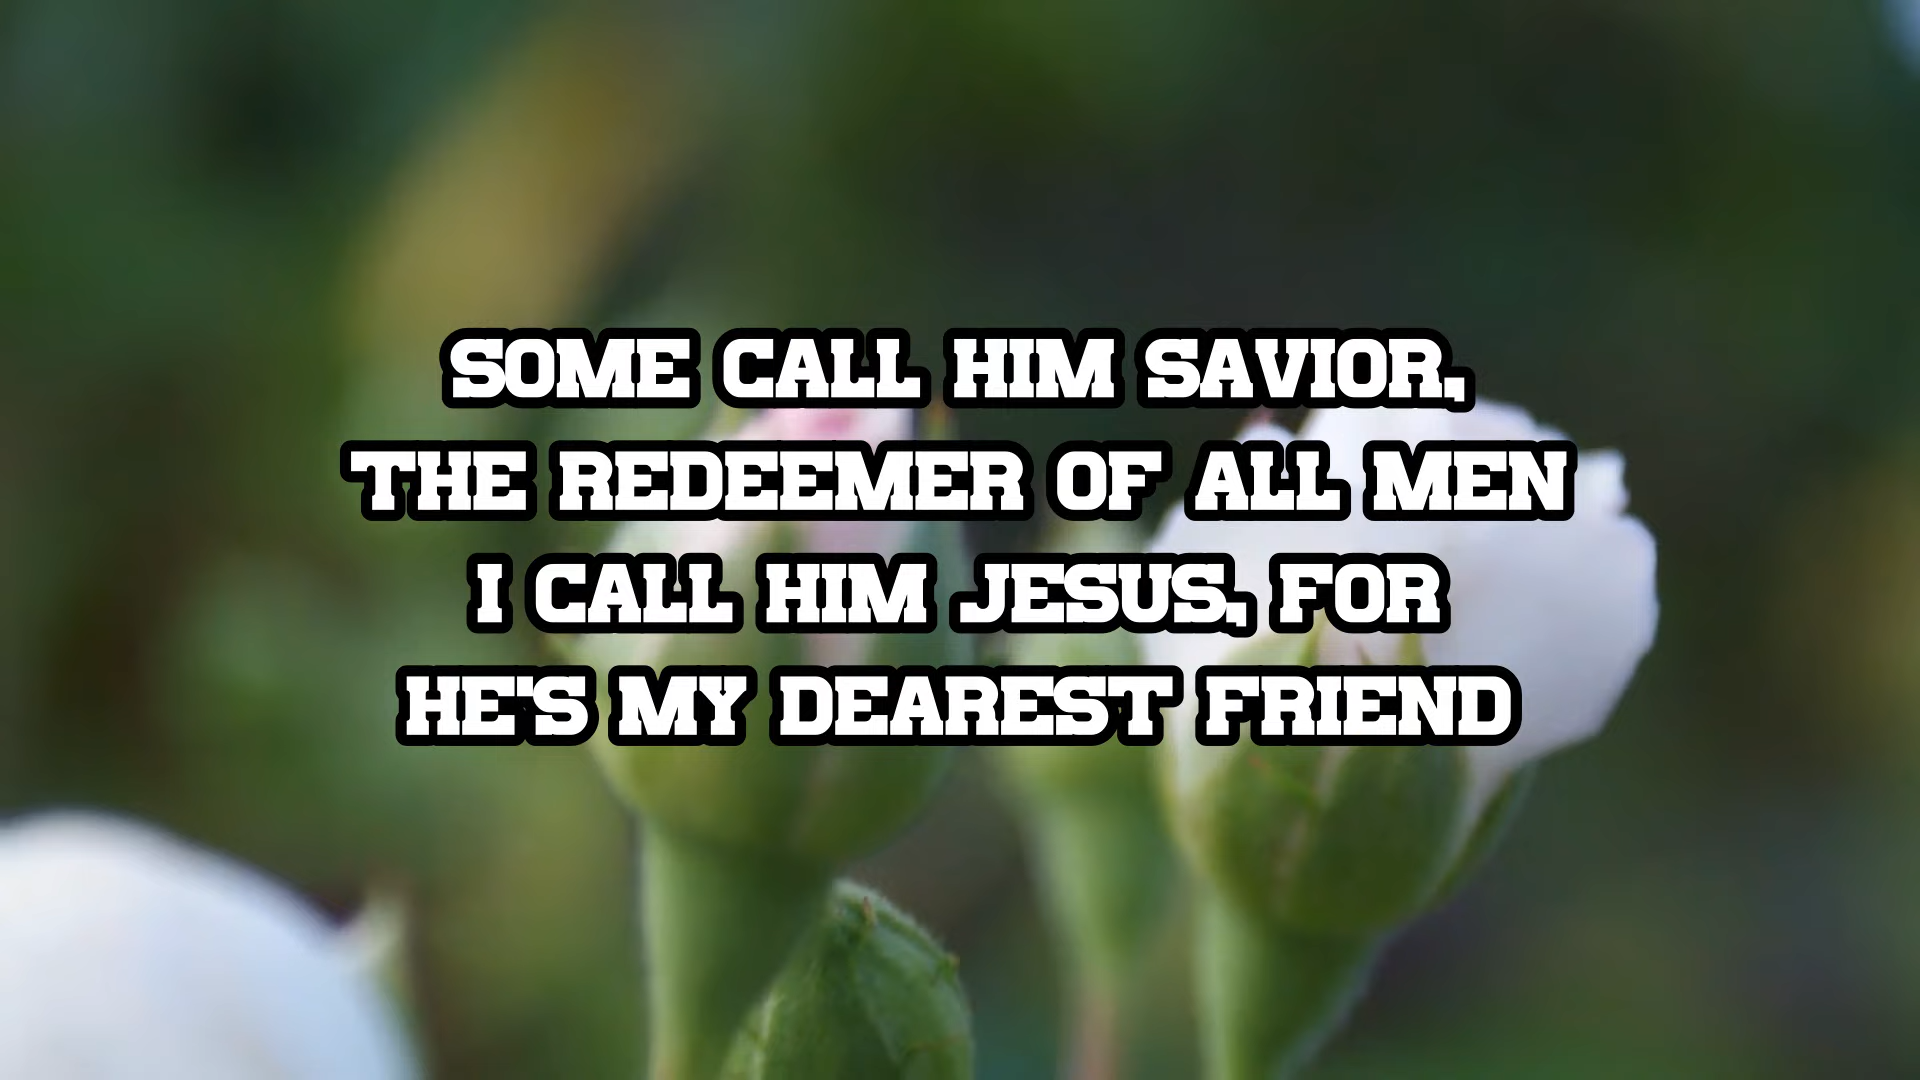 SOME CALL HIM SAVIOR,
THE REDEEMER OF ALL MEN
I CALL HIM JESUS, FOR
HE'S MY DEAREST FRIEND